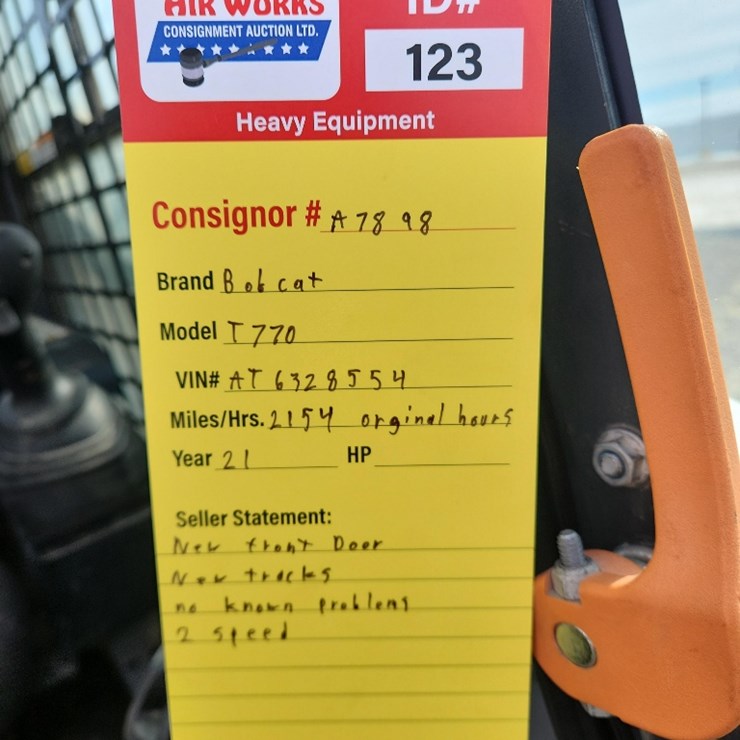 AIR WORKS
CONSIGNMENT AUCTION LTD.
ID#
123
Heavy Equipment
Consignor # A7898
Brand Bobcat
Model T770
VIN# AT6328554
Miles/Hrs. 2154 orginal hours
Year 21 HP
Seller Statement:
New front Door
New tracks
no known problems
2 speed